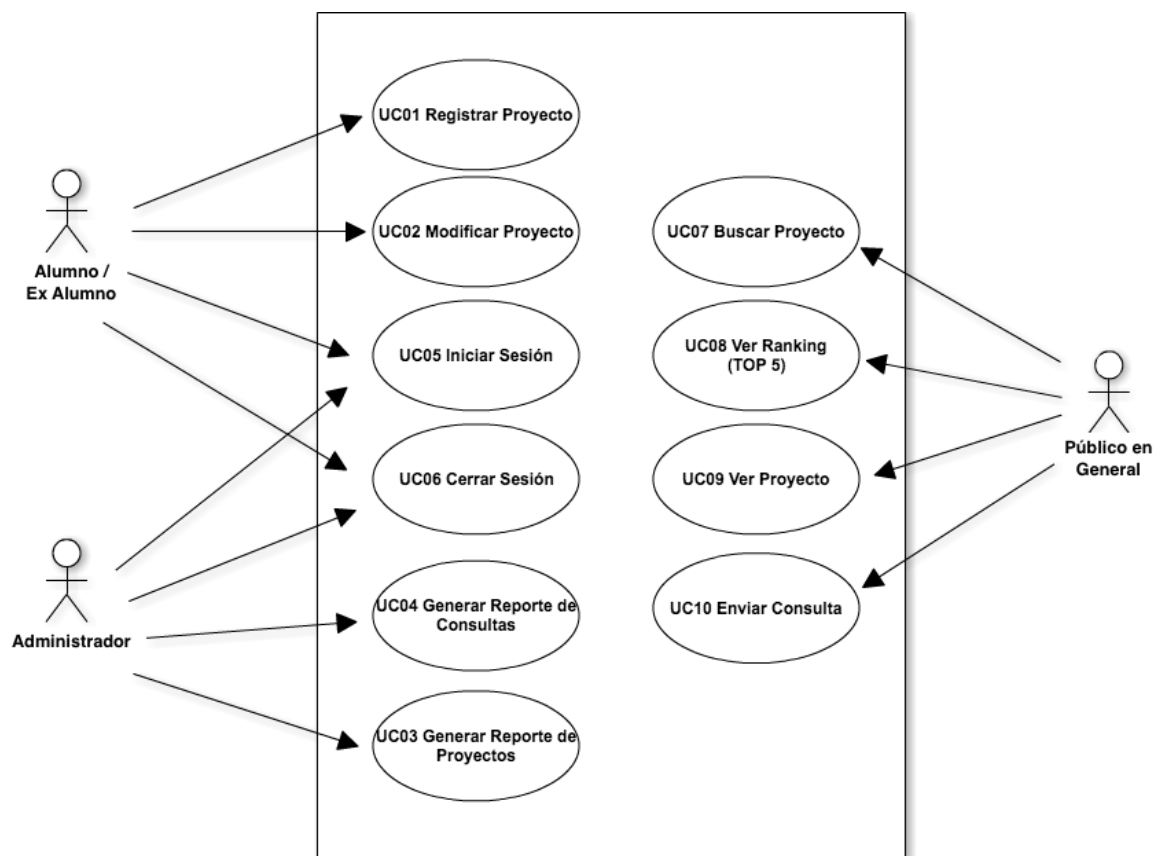 UC01 Registrar Proyecto
UC02 Modificar Proyecto
UC07 Buscar Proyecto
Alumno /
Ex Alumno
UC05 Iniciar Sesión
UC08 Ver Ranking
(TOP 5)
Público en
General
UC06 Cerrar Sesión
UC09 Ver Proyecto
UC04 Generar Reporte de
Consultas
UC10 Enviar Consulta
Administrador
UC03 Generar Reporte de
Proyectos